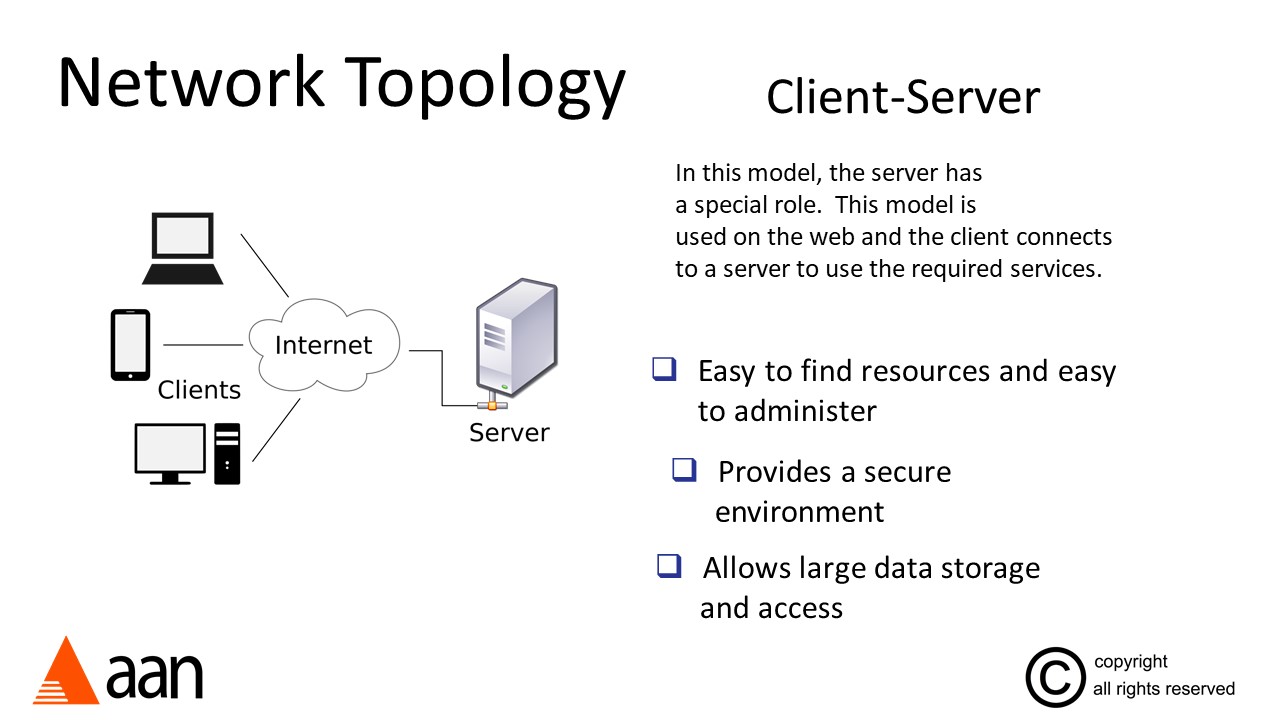 Network Topology
Client-Server
In this model, the server has
a special role.  This model is
used on the web and the client connects
to a server to use the required services.
Internet
Clients
Server
Easy to find resources and easy
to administer
Provides a secure
environment
Allows large data storage
and access
aan
©
copyright
all rights reserved